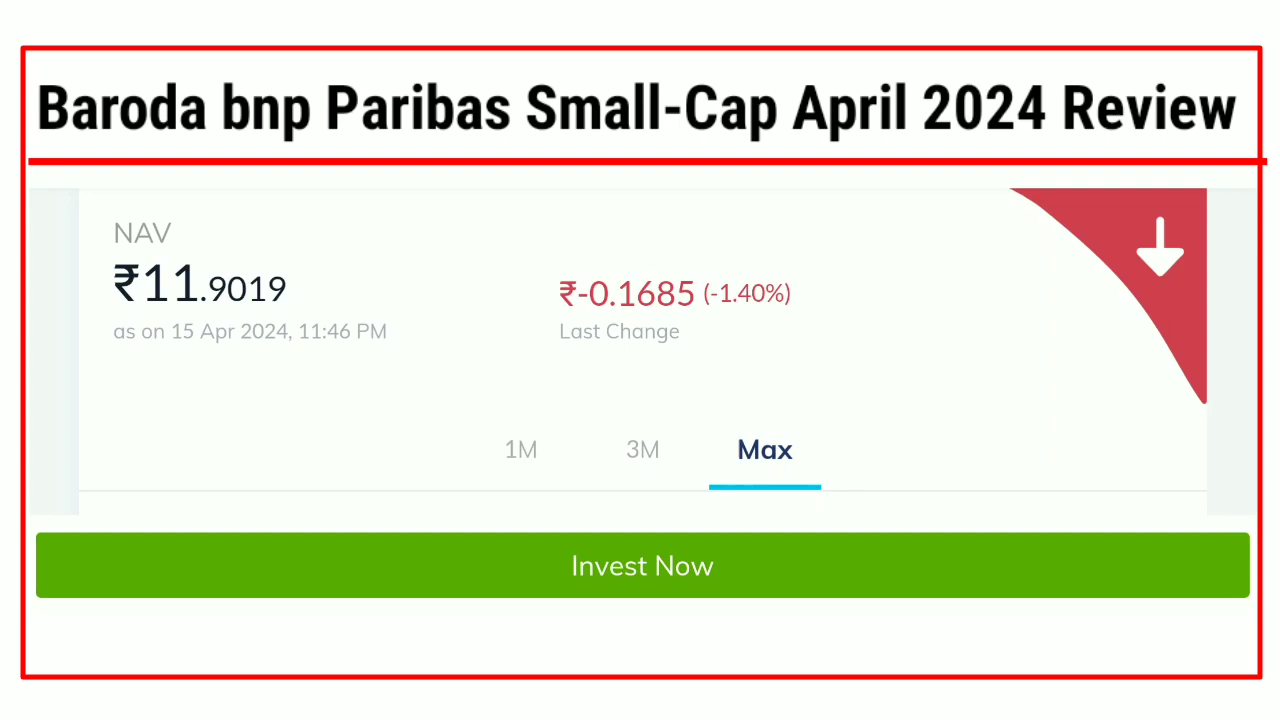 Baroda bnp Paribas Small-Cap April 2024 Review
NAV
₹11.9019
₹-0.1685 (-1.40%)
as on 15 Apr 2024, 11:46 PM
Last Change
1M 3M Max
Invest Now